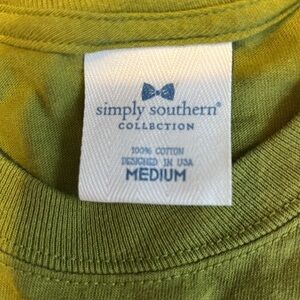 simply southern®
COLLECTION
100% COTTON
DESIGNED IN USA
MEDIUM